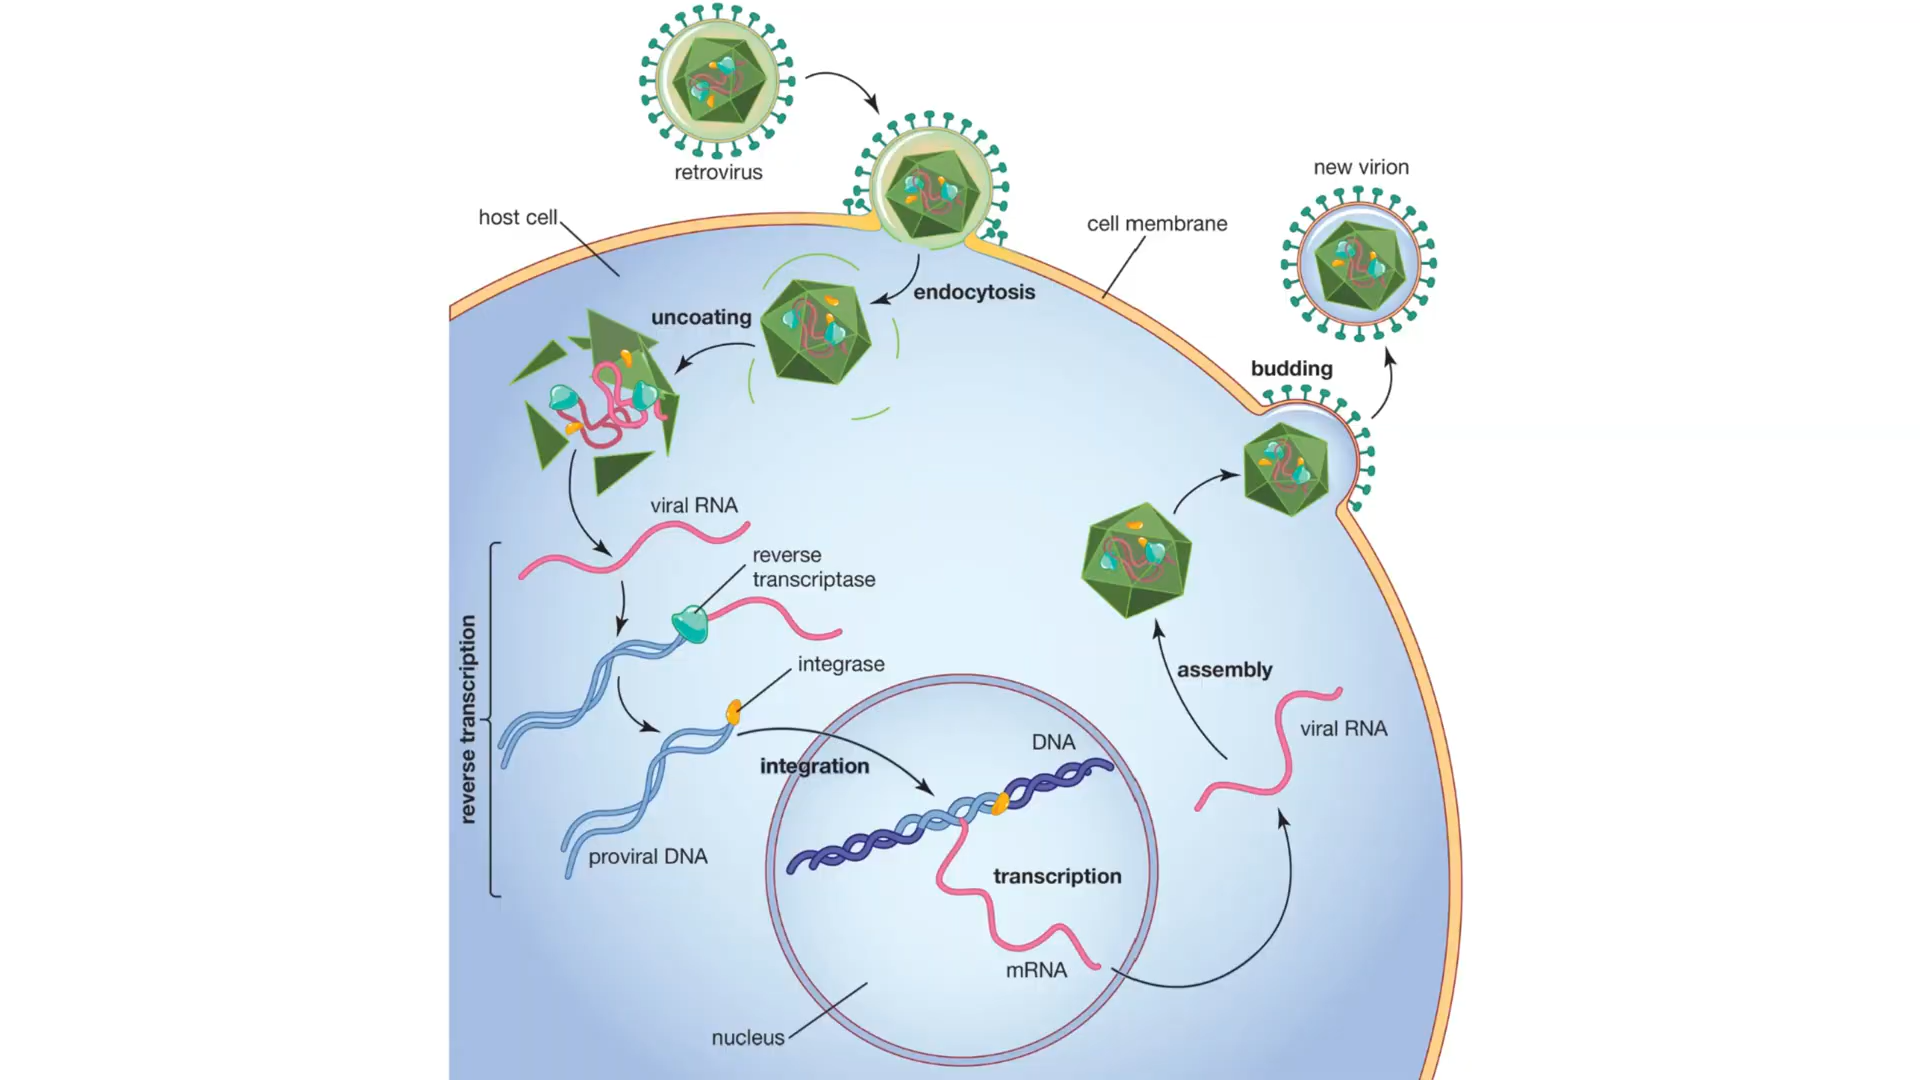 retrovirus
new virion
host cell
cell membrane
endocytosis
uncoating
budding
viral RNA
reverse
transcriptase
reverse transcription
integrase
assembly
viral RNA
DNA
integration
proviral DNA
transcription
mRNA
nucleus